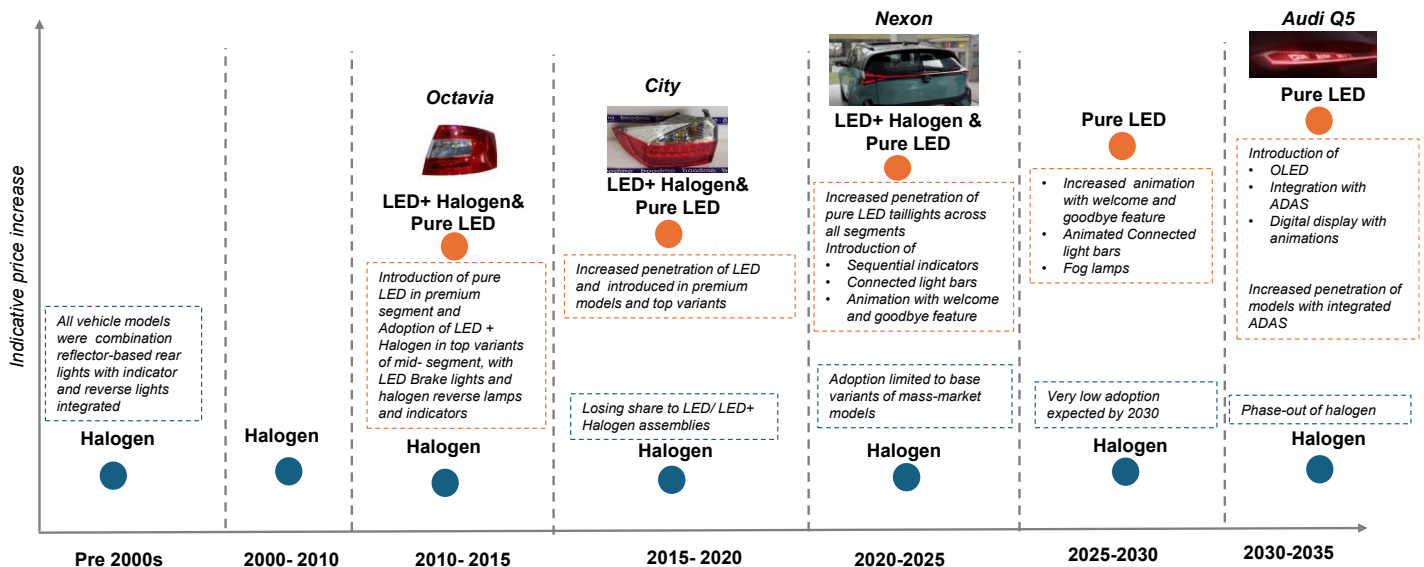 Indicative price increase
All vehicle models
were combination
reflector-based rear
lights with indicator
and reverse lights
integrated
Halogen
Pre 2000s
Halogen
2000- 2010
Octavia
LED+ Halogen&
Pure LED
Introduction of pure
LED in premium
segment and
Adoption of LED +
Halogen in top variants
of mid- segment, with
LED Brake lights and
halogen reverse lamps
and indicators
Halogen
2010- 2015
City
boodmo
LED+ Halogen&
Pure LED
Increased penetration of LED
and introduced in premium
models and top variants
Losing share to LED/ LED+
Halogen assemblies
Halogen
2015- 2020
Nexon
LED+ Halogen &
Pure LED
Increased penetration of
pure LED taillights across
all segments
Introduction of
• Sequential indicators
• Connected light bars
• Animation with welcome
and goodbye feature
Adoption limited to base
variants of mass-market
models
Halogen
2020-2025
Pure LED
• Increased animation
with welcome and
goodbye feature
• Animated Connected
light bars
• Fog lamps
Very low adoption
expected by 2030
Halogen
2025-2030
Audi Q5
Pure LED
Introduction of
• OLED
• Integration with
ADAS
• Digital display with
animations
Increased penetration of
models with integrated
ADAS
Phase-out of halogen
Halogen
2030-2035